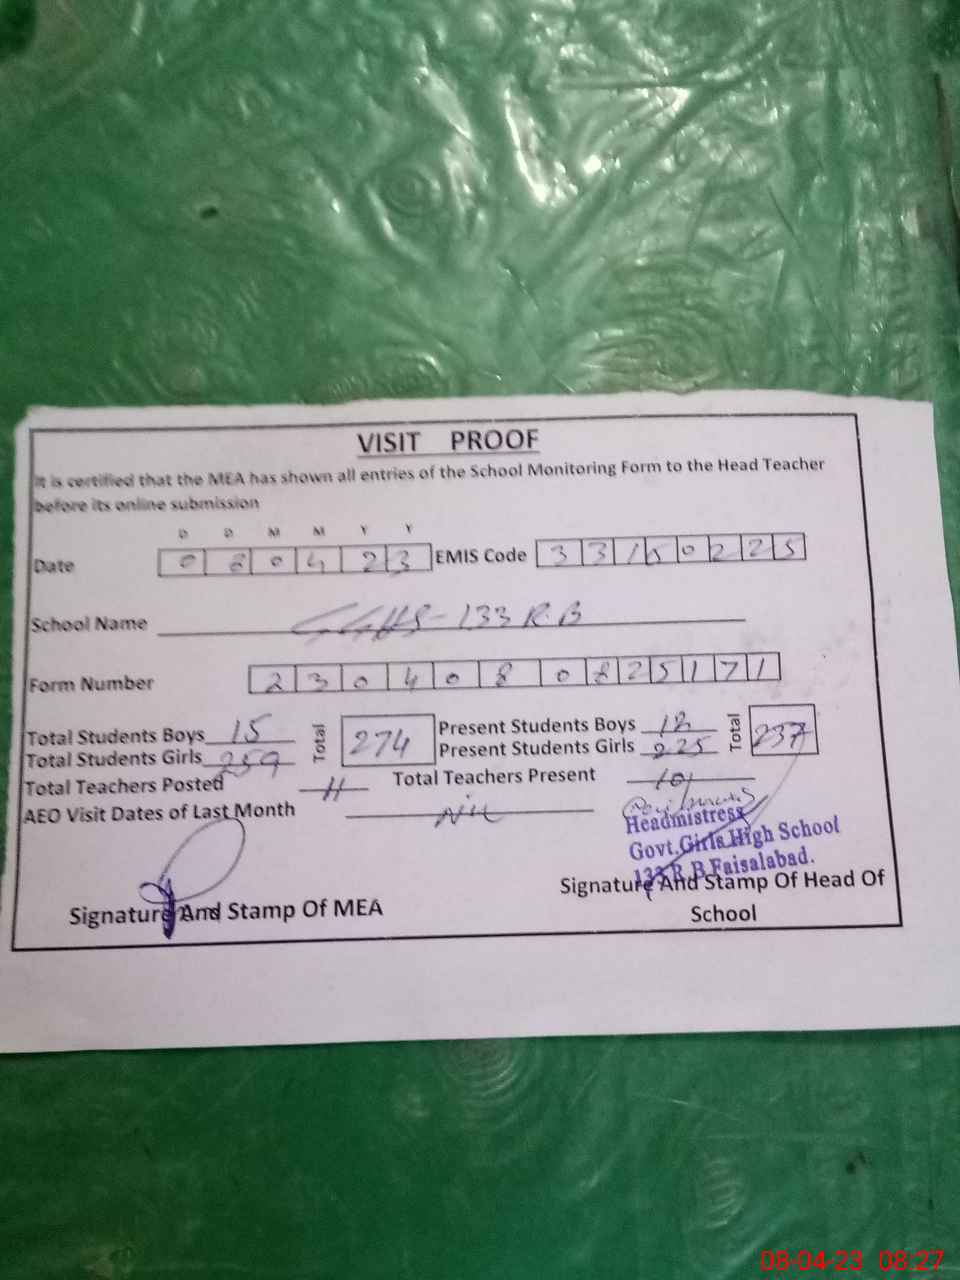 VISIT PROOF
It is certified that the MEA has shown all entries of the School Monitoring Form to the Head Teacher
before its online submission
D D M M Y Y
Date 0 8 0 4 2 3 EMIS Code 3 3 1 5 0 2 2 5
School Name GGHS-133 R.B
Form Number 2 3 0 4 0 8 0 8 2 5 1 7 1
Total Students Boys 15 Total 274 Present Students Boys 12 Total 237
Total Students Girls 259 Present Students Girls 225
Total Teachers Posted 11 Total Teachers Present 10
AEO Visit Dates of Last Month Nil
Headmistress
Govt. Girls High School
133 R.B Faisalabad.
Signature And Stamp Of MEA Signature And Stamp Of Head Of
School
08-04-23 08:27